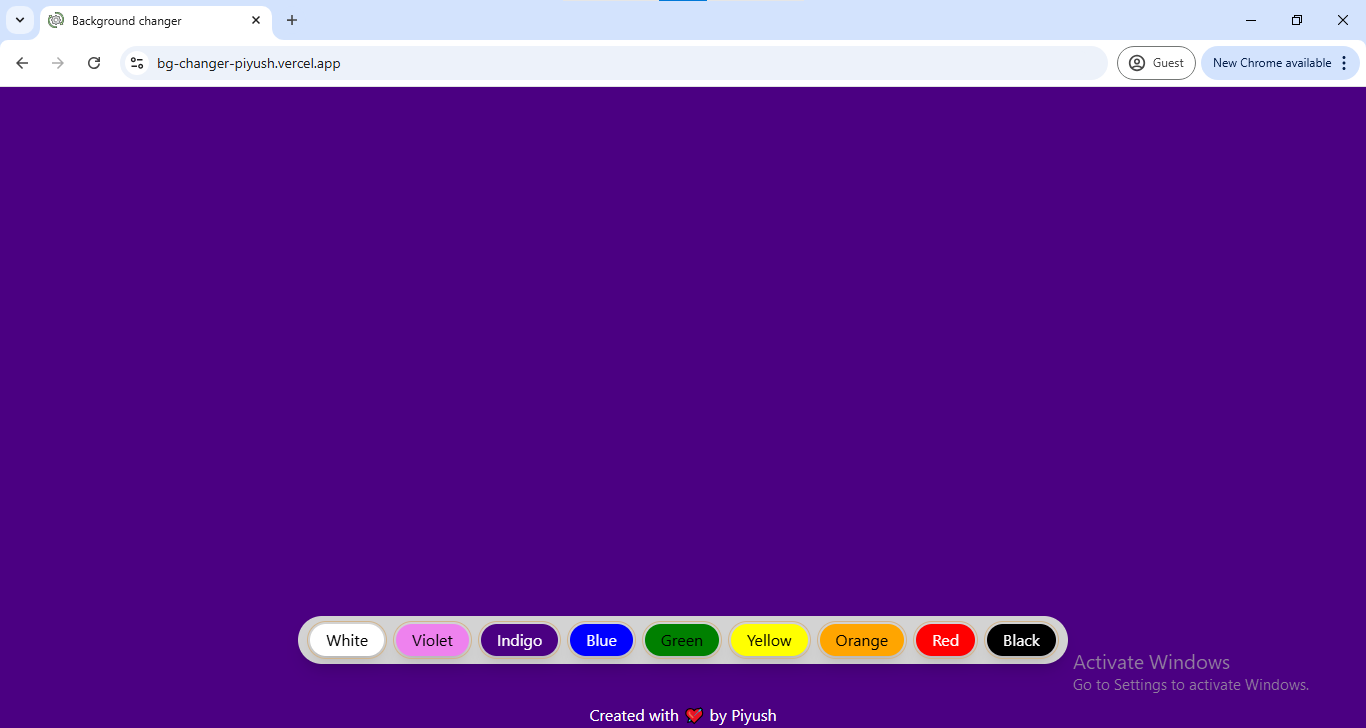 Background changer
bg-changer-piyush.vercel.app
Guest
New Chrome available
White Violet Indigo Blue Green Yellow Orange Red Black
Activate Windows
Go to Settings to activate Windows.
Created with ❤️ by Piyush